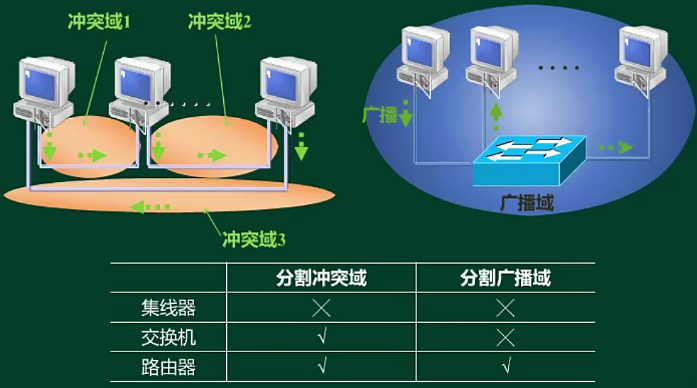 冲突域1
冲突域2
广播
广播域
冲突域3
分割冲突域 分割广播域
集线器 ╳ ╳
交换机 √ ╳
路由器 √ √